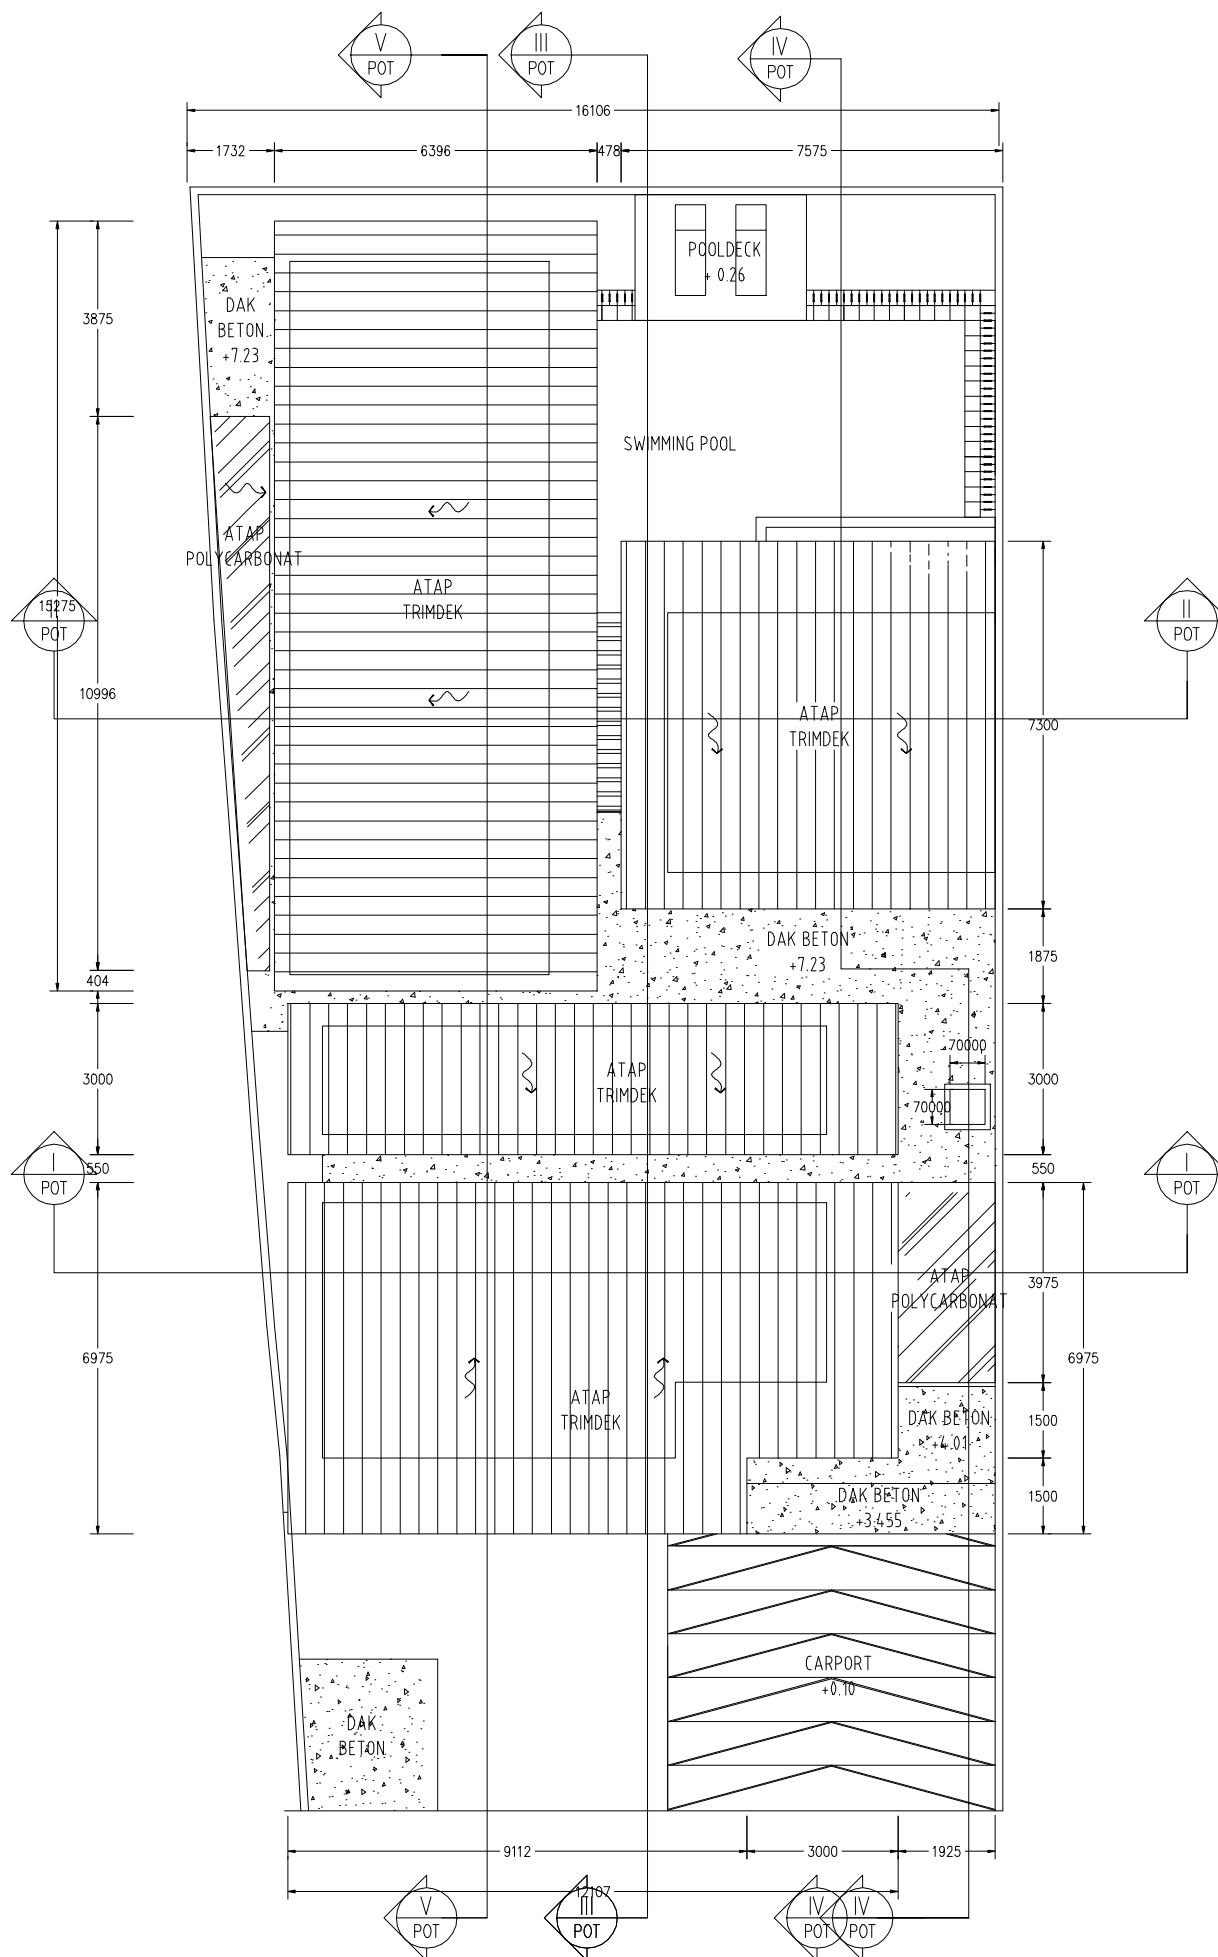 V
POT
III
POT
IV
POT
16106
1732
6396
478
7575
POOLDECK
+ 0.26
DAK
BETON
+7.23
3875
SWIMMING POOL
ATAP
POLYCARBONAT
ATAP
TRIMDEK
15275
POT
II
POT
10996
ATAP
TRIMDEK
7300
DAK BETON
+7.23
1875
404
3000
ATAP
TRIMDEK
70000
70000
3000
I
POT
550
550
I
POT
ATAP
POLYCARBONAT
3975
6975
6975
ATAP
TRIMDEK
DAK BETON
+4.01
1500
DAK BETON
+3.455
1500
CARPORT
+0.10
DAK
BETON
9112
3000
1925
12107
V
POT
III
POT
IV
POT
IV
POT